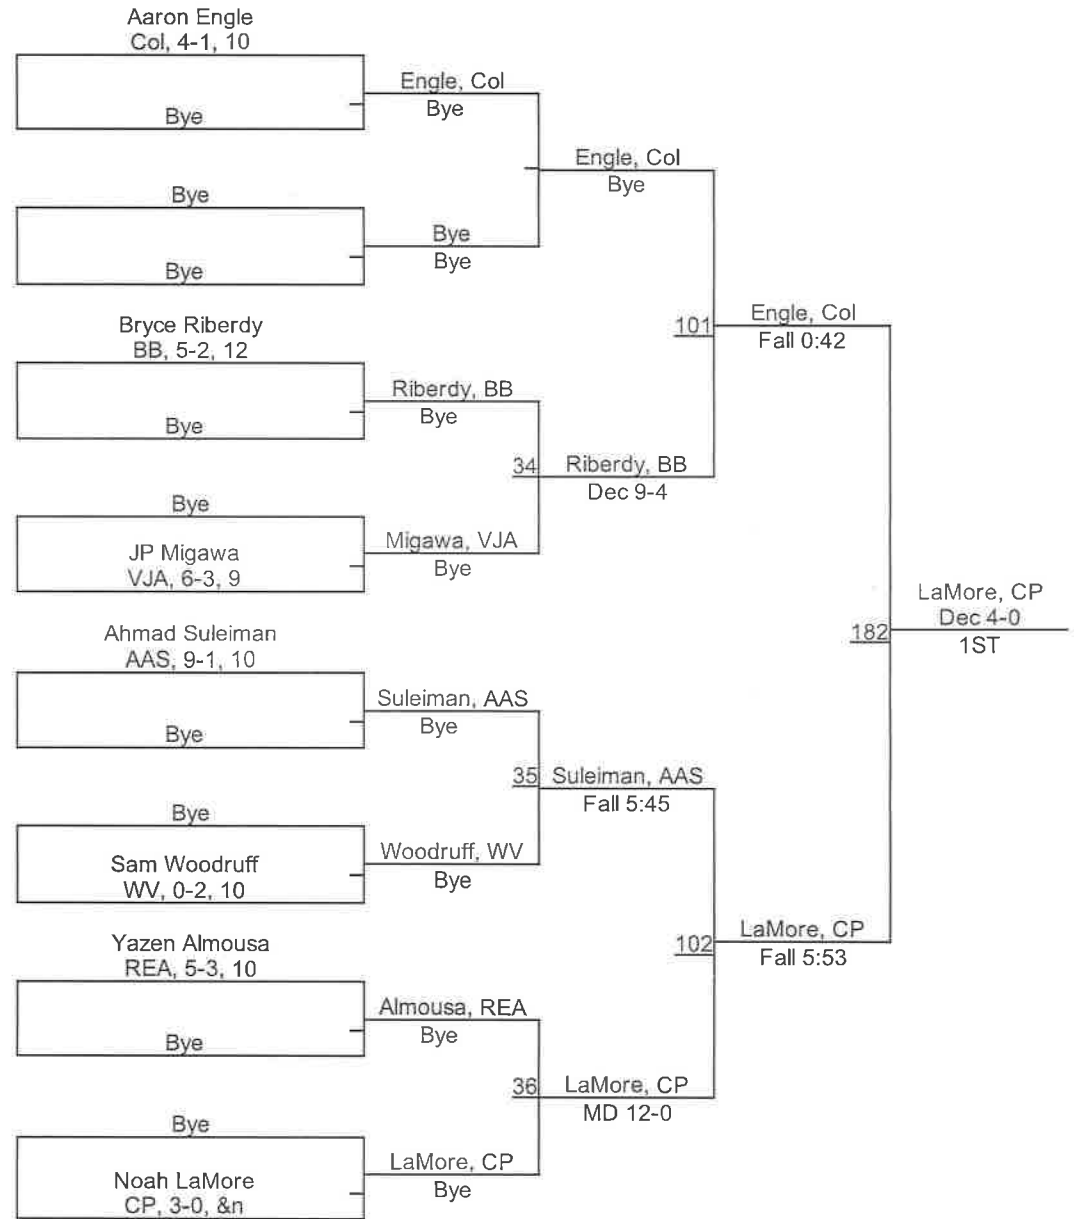 Aaron Engle
Col, 4-1, 10
Bye
Engle, Col
Bye
Bye
Bye
Bye
Bye
Engle, Col
Bye
Bryce Riberdy
BB, 5-2, 12
Bye
Riberdy, BB
Bye
Bye
JP Migawa
VJA, 6-3, 9
Migawa, VJA
Bye
34
Riberdy, BB
Dec 9-4
101
Engle, Col
Fall 0:42
Ahmad Suleiman
AAS, 9-1, 10
Bye
Suleiman, AAS
Bye
Bye
Sam Woodruff
WV, 0-2, 10
Woodruff, WV
Bye
35
Suleiman, AAS
Fall 5:45
Yazen Almousa
REA, 5-3, 10
Bye
Almousa, REA
Bye
Bye
Noah LaMore
CP, 3-0, &n
LaMore, CP
Bye
36
LaMore, CP
MD 12-0
102
LaMore, CP
Fall 5:53
182
LaMore, CP
Dec 4-0
1ST